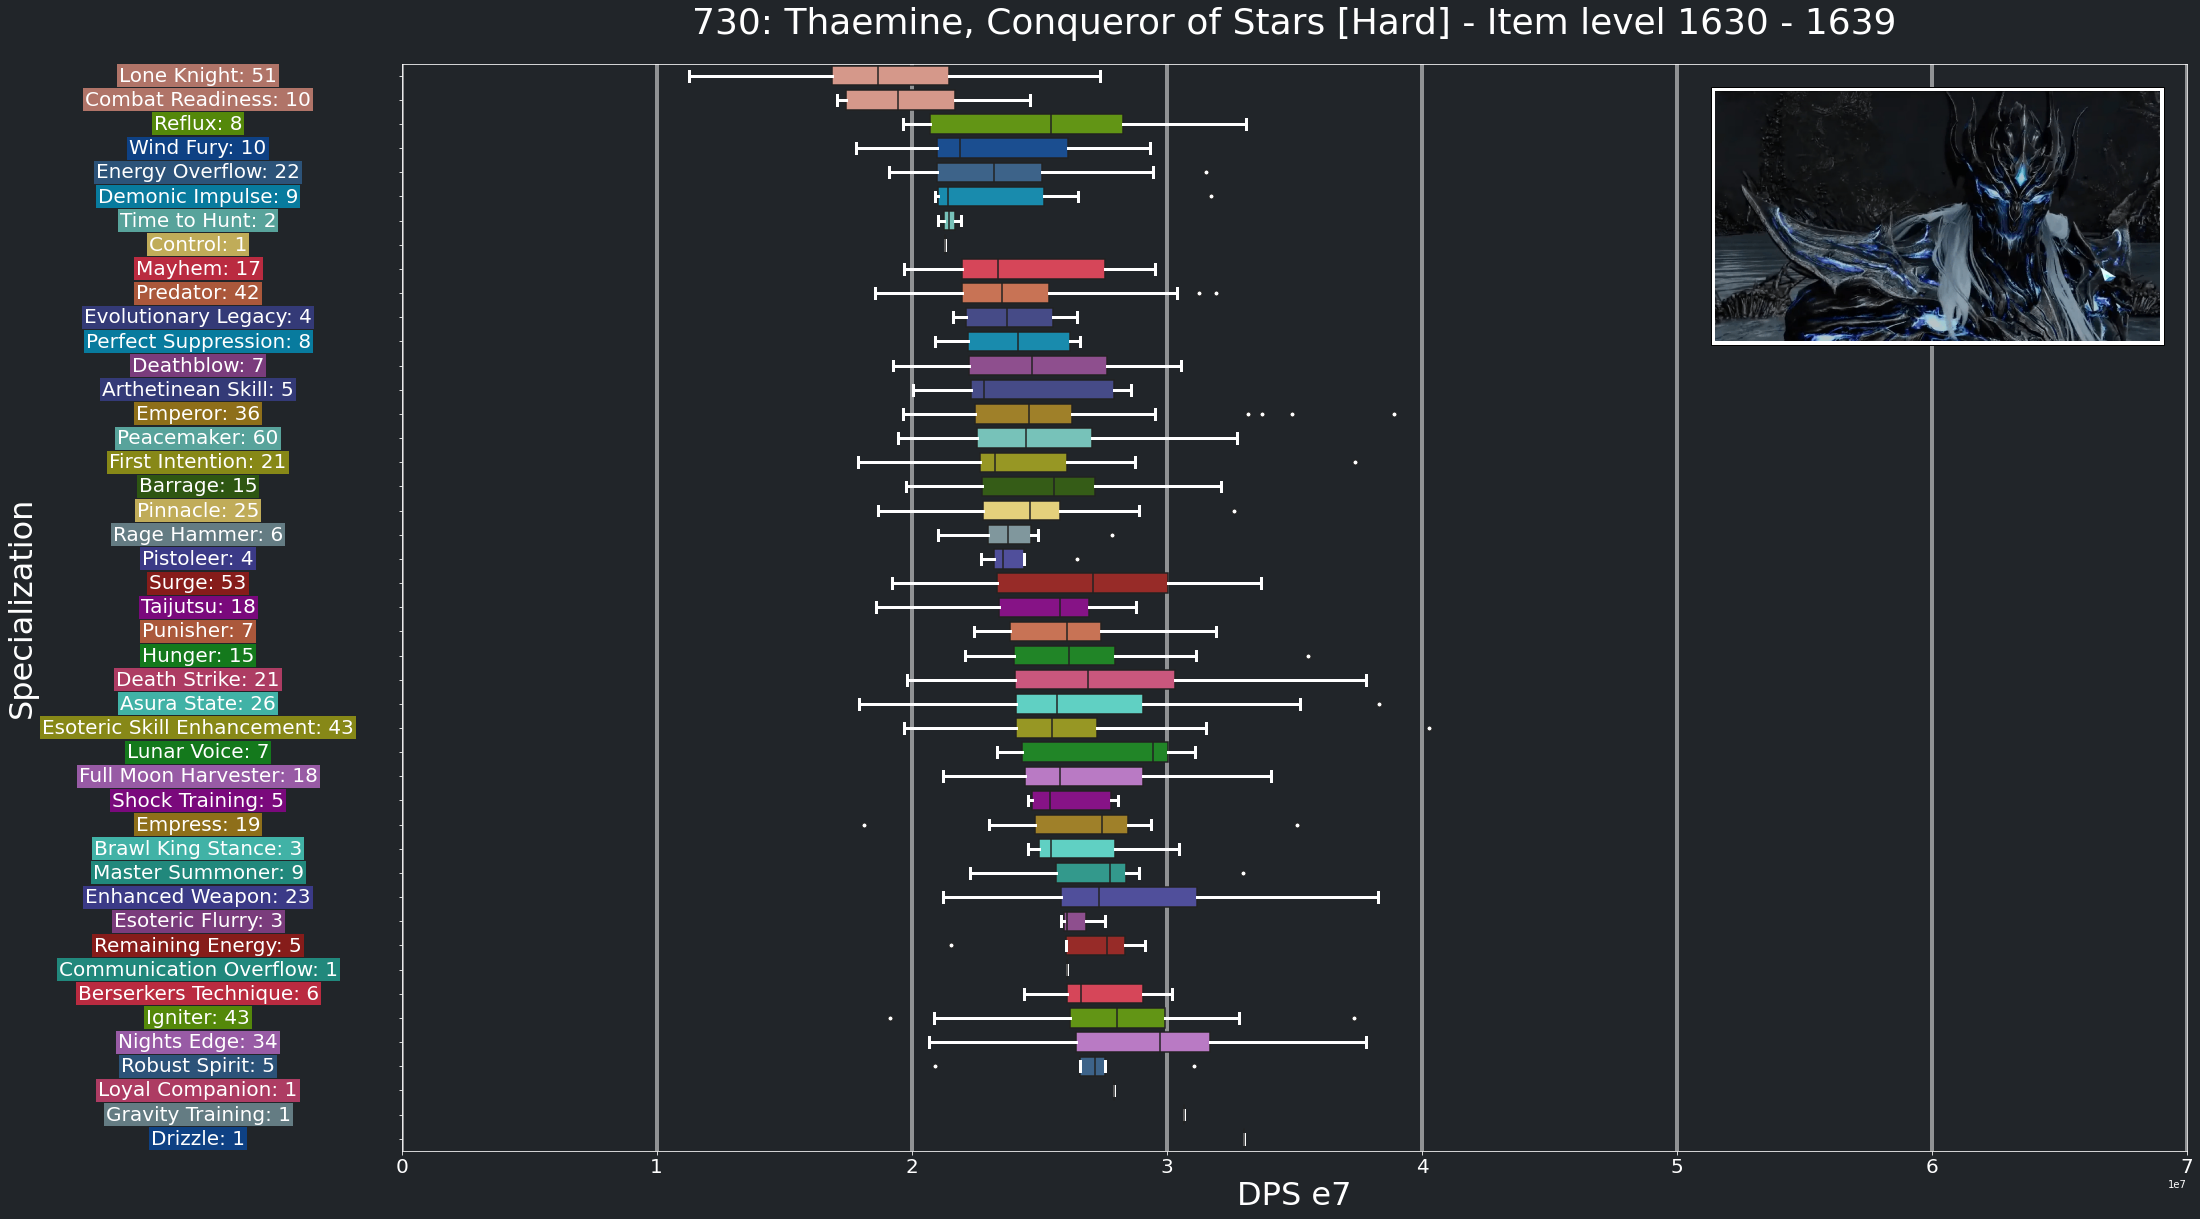 730: Thaemine, Conqueror of Stars [Hard] - Item level 1630 - 1639
Specialization
Lone Knight: 51
Combat Readiness: 10
Reflux: 8
Wind Fury: 10
Energy Overflow: 22
Demonic Impulse: 9
Time to Hunt: 2
Control: 1
Mayhem: 17
Predator: 42
Evolutionary Legacy: 4
Perfect Suppression: 8
Deathblow: 7
Arthetinean Skill: 5
Emperor: 36
Peacemaker: 60
First Intention: 21
Barrage: 15
Pinnacle: 25
Rage Hammer: 6
Pistoleer: 4
Surge: 53
Taijutsu: 18
Punisher: 7
Hunger: 15
Death Strike: 21
Asura State: 26
Esoteric Skill Enhancement: 43
Lunar Voice: 7
Full Moon Harvester: 18
Shock Training: 5
Empress: 19
Brawl King Stance: 3
Master Summoner: 9
Enhanced Weapon: 23
Esoteric Flurry: 3
Remaining Energy: 5
Communication Overflow: 1
Berserkers Technique: 6
Igniter: 43
Nights Edge: 34
Robust Spirit: 5
Loyal Companion: 1
Gravity Training: 1
Drizzle: 1
0 1 2 3 4 5 6 7
1e7
DPS e7